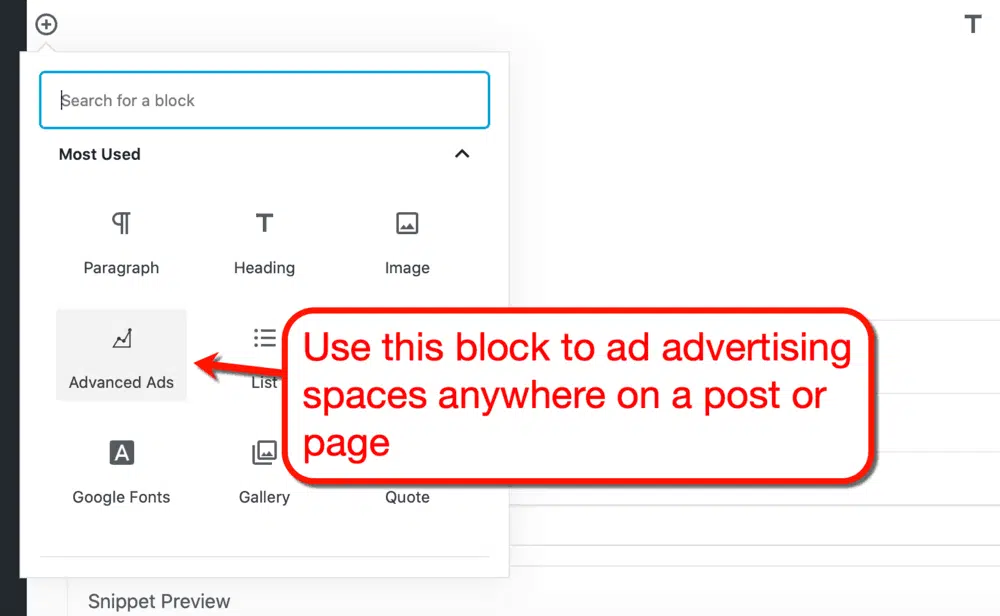 T
Search for a block
Most Used
Paragraph
Heading
Image
Advanced Ads
List
Use this block to ad advertising
spaces anywhere on a post or
page
Google Fonts
Gallery
Quote
Snippet Preview